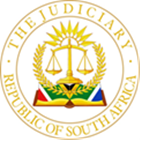 · THE JUDICIARY ·
REPUBLIC OF SOUTH AFRICA